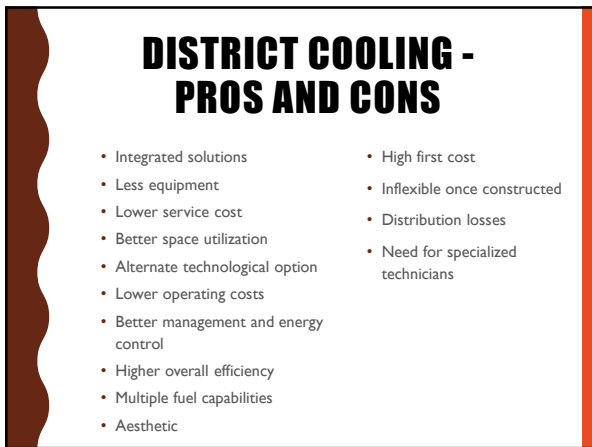 DISTRICT COOLING -
PROS AND CONS
• Integrated solutions
• Less equipment
• Lower service cost
• Better space utilization
• Alternate technological option
• Lower operating costs
• Better management and energy
control
• Higher overall efficiency
• Multiple fuel capabilities
• Aesthetic
• High first cost
• Inflexible once constructed
• Distribution losses
• Need for specialized
technicians